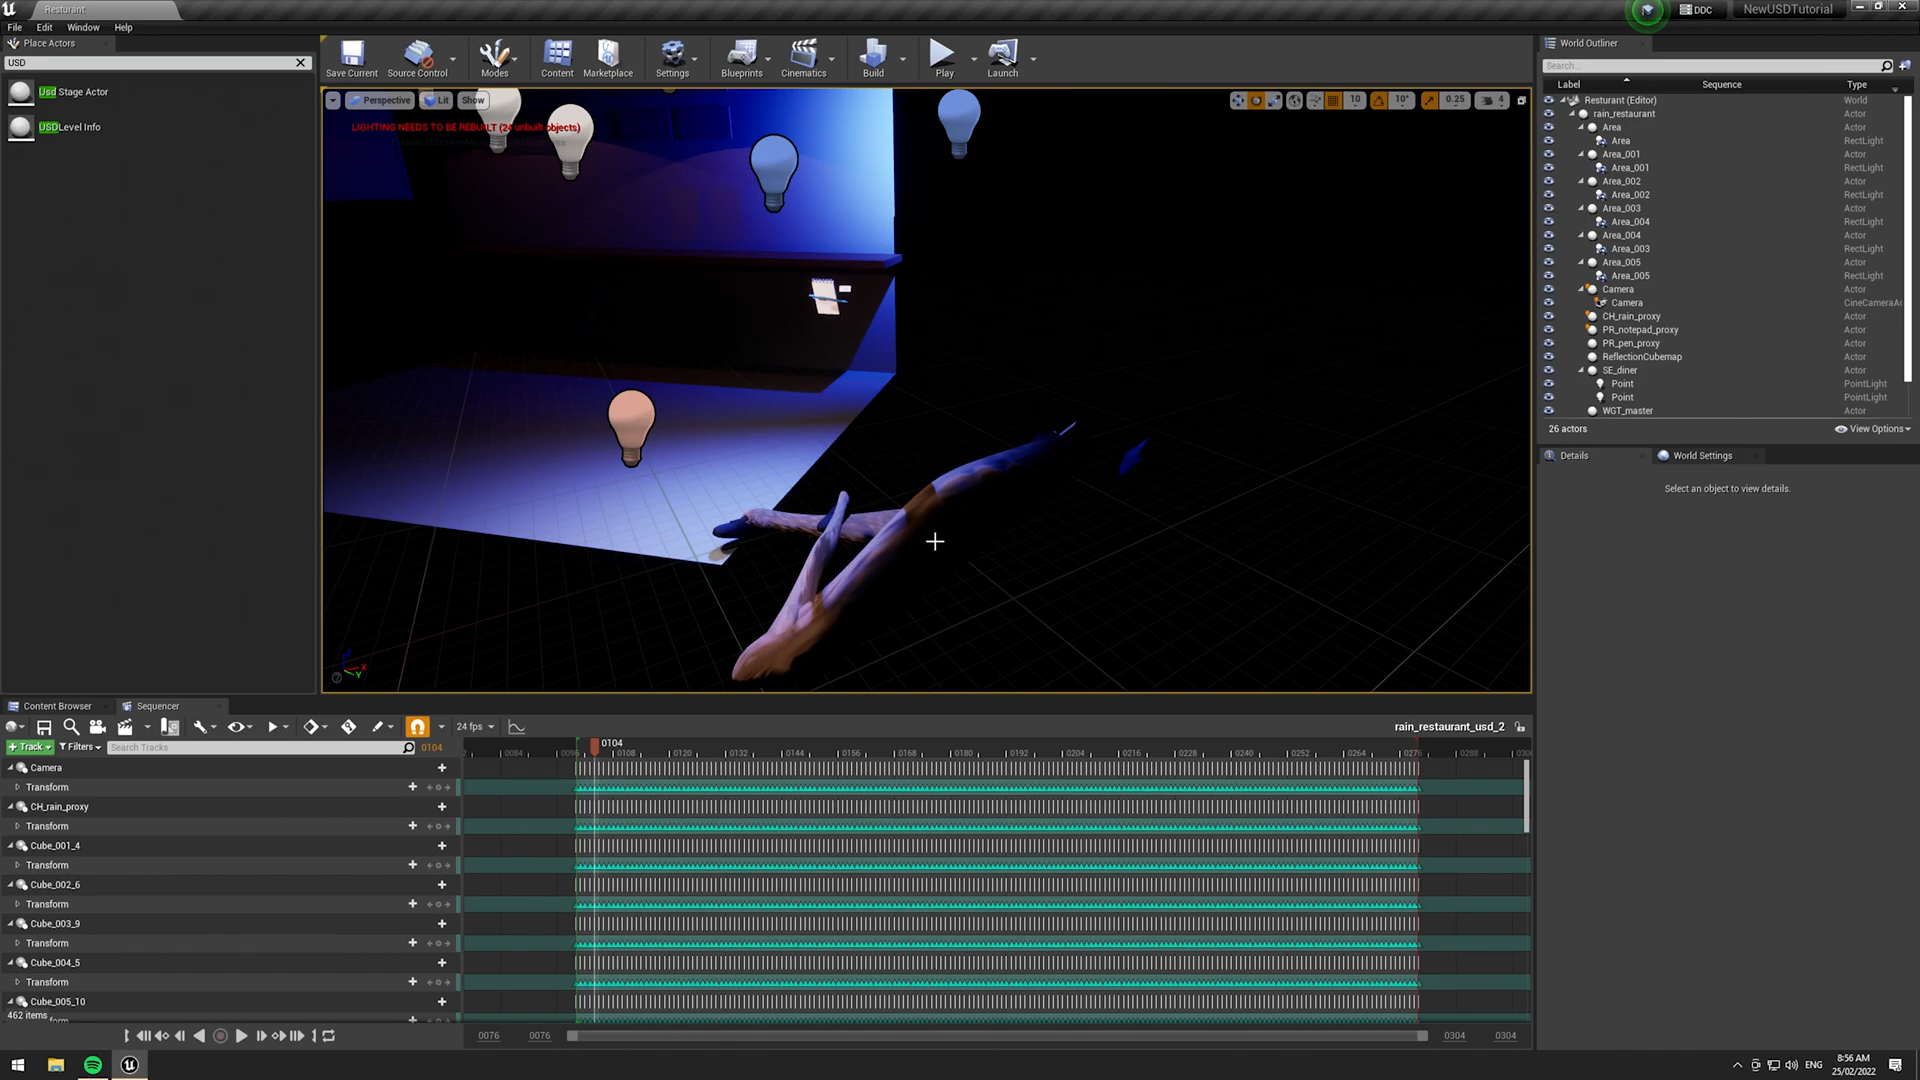 Resturant
DDC
NewUSDTutorial
File Edit Window Help
Place Actors
USD
Usd Stage Actor
USDLevel Info
Save Current
Source Control
Modes
Content
Marketplace
Settings
Blueprints
Cinematics
Build
Play
Launch
Perspective
Lit
Show
10
10°
0.25
4
LIGHTING NEEDS TO BE REBUILT (24 unbuilt objects)
Z
X
Y
World Outliner
Search...
Label Sequence Type
Resturant (Editor) World
rain_restaurant Actor
Area Actor
Area RectLight
Area_001 Actor
Area_001 RectLight
Area_002 Actor
Area_002 RectLight
Area_003 Actor
Area_004 RectLight
Area_004 Actor
Area_003 RectLight
Area_005 Actor
Area_005 RectLight
Camera Actor
Camera CineCameraAc
CH_rain_proxy Actor
PR_notepad_proxy Actor
PR_pen_proxy Actor
ReflectionCubemap Actor
SE_diner Actor
Point PointLight
Point PointLight
WGT_master Actor
26 actors
View Options
Details
World Settings
Select an object to view details.
Content Browser
Sequencer
24 fps
rain_restaurant_usd_2
+ Track
Filters
Search Tracks
0104
0104
0084 0096 0108 0120 0132 0144 0156 0168 0180 0192 0204 0216 0228 0240 0252 0264 0276 0288
Camera
Transform
CH_rain_proxy
Transform
Cube_001_4
Transform
Cube_002_6
Transform
Cube_003_9
Transform
Cube_004_5
Transform
Cube_005_10
462 items
0076 0076 0304 0304
ENG
8:56 AM
25/02/2022